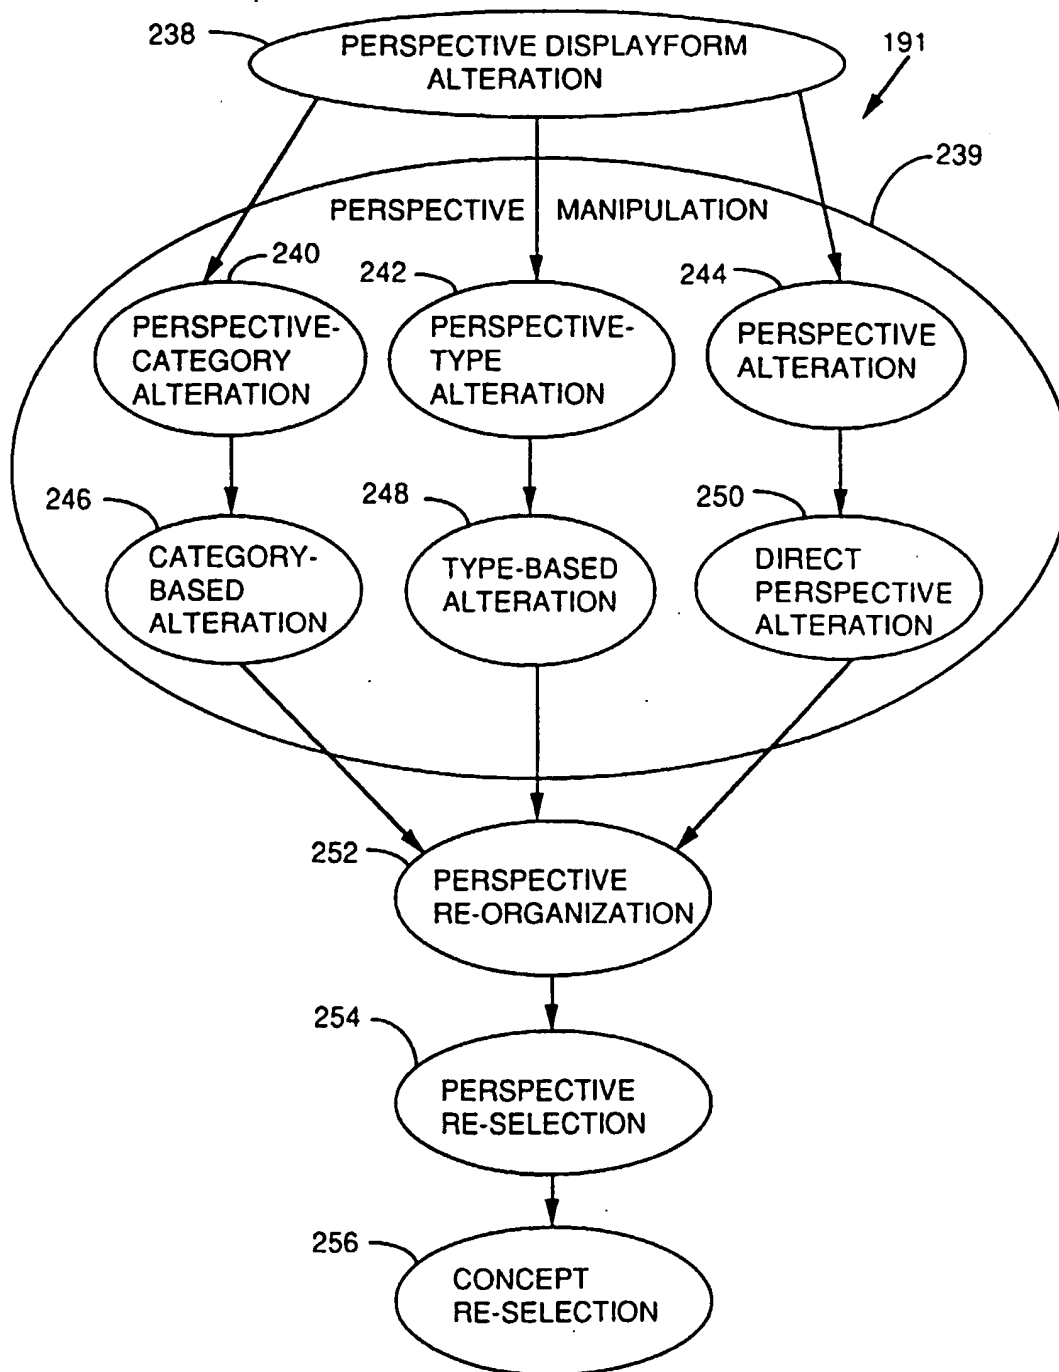 238
PERSPECTIVE DISPLAYFORM
ALTERATION
191
239
PERSPECTIVE MANIPULATION
240
242
244
PERSPECTIVE-
CATEGORY
ALTERATION
PERSPECTIVE-
TYPE
ALTERATION
PERSPECTIVE
ALTERATION
246
248
250
CATEGORY-
BASED
ALTERATION
TYPE-BASED
ALTERATION
DIRECT
PERSPECTIVE
ALTERATION
252
PERSPECTIVE
RE-ORGANIZATION
254
PERSPECTIVE
RE-SELECTION
256
CONCEPT
RE-SELECTION